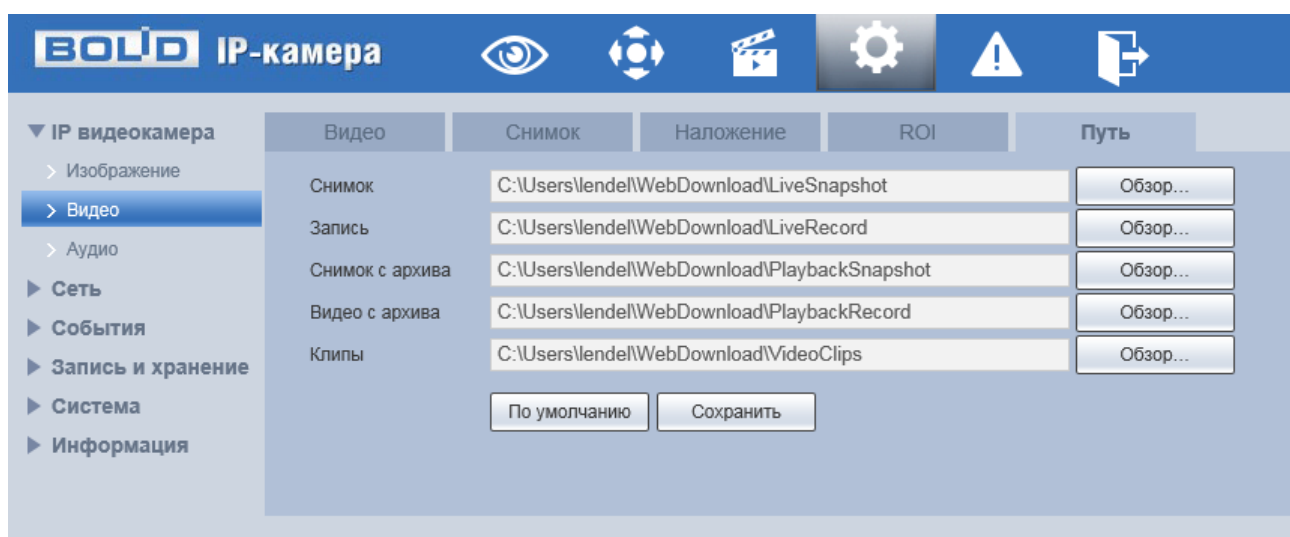 BOLID IP-камера
IP видеокамера
Изображение
Видео
Аудио
Сеть
События
Запись и хранение
Система
Информация
Видео Снимок Наложение ROI Путь
Снимок C:\Users\lendel\WebDownload\LiveSnapshot Обзор...
Запись C:\Users\lendel\WebDownload\LiveRecord Обзор...
Снимок с архива C:\Users\lendel\WebDownload\PlaybackSnapshot Обзор...
Видео с архива C:\Users\lendel\WebDownload\PlaybackRecord Обзор...
Клипы C:\Users\lendel\WebDownload\VideoClips Обзор...
По умолчанию Сохранить